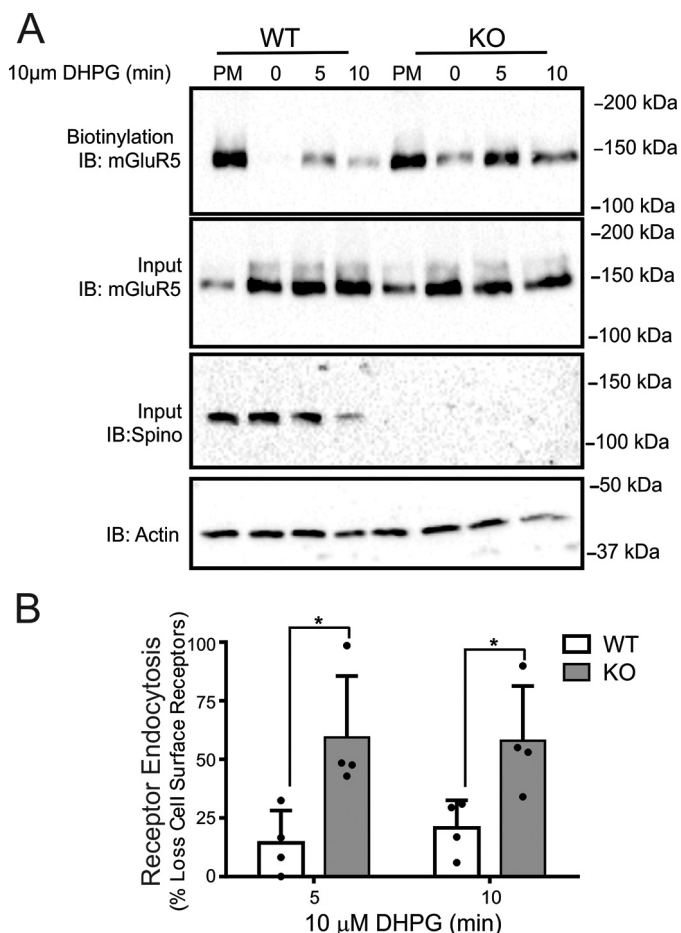 A
WT KO
10μm DHPG (min) PM 0 5 10 PM 0 5 10
–200 kDa
Biotinylation
IB: mGluR5
–150 kDa
–100 kDa
–200 kDa
Input
IB: mGluR5
–150 kDa
–100 kDa
–150 kDa
Input
IB:Spino
–100 kDa
–50 kDa
IB: Actin
–37 kDa
B
Receptor Endocytosis
(% Loss Cell Surface Receptors)
100
75
50
25
0
* *
WT
KO
5 10
10 μM DHPG (min)